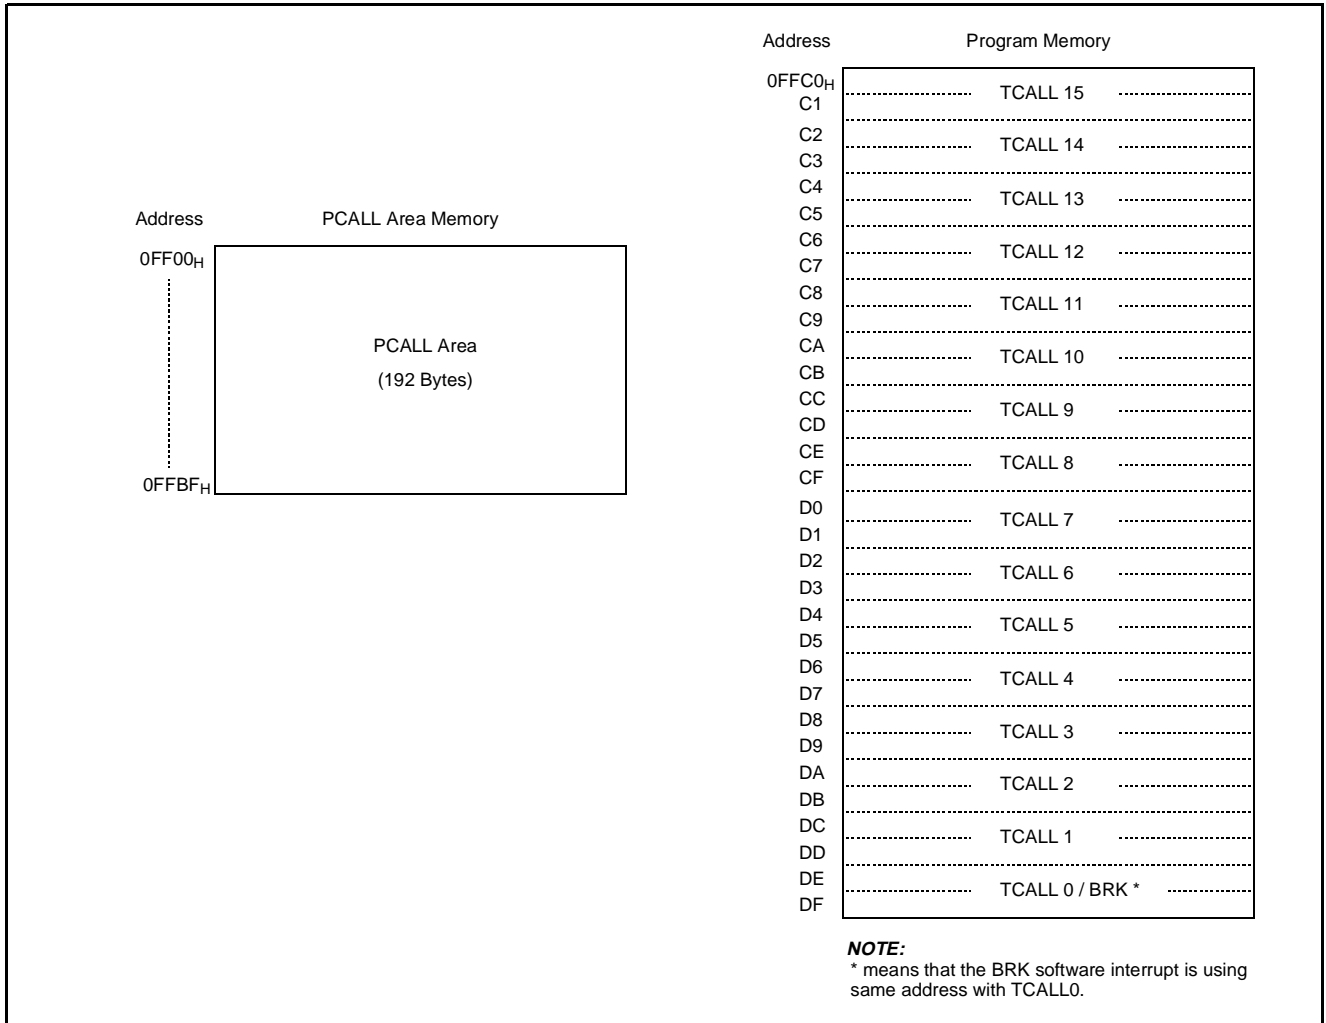 Address PCALL Area Memory
0FF00H
PCALL Area
(192 Bytes)
0FFBFH
Address Program Memory
0FFC0H
C1
TCALL 15
C2
C3
TCALL 14
C4
C5
TCALL 13
C6
C7
TCALL 12
C8
C9
TCALL 11
CA
CB
TCALL 10
CC
CD
TCALL 9
CE
CF
TCALL 8
D0
D1
TCALL 7
D2
D3
TCALL 6
D4
D5
TCALL 5
D6
D7
TCALL 4
D8
D9
TCALL 3
DA
DB
TCALL 2
DC
DD
TCALL 1
DE
DF
TCALL 0 / BRK *
NOTE:
* means that the BRK software interrupt is using
same address with TCALL0.